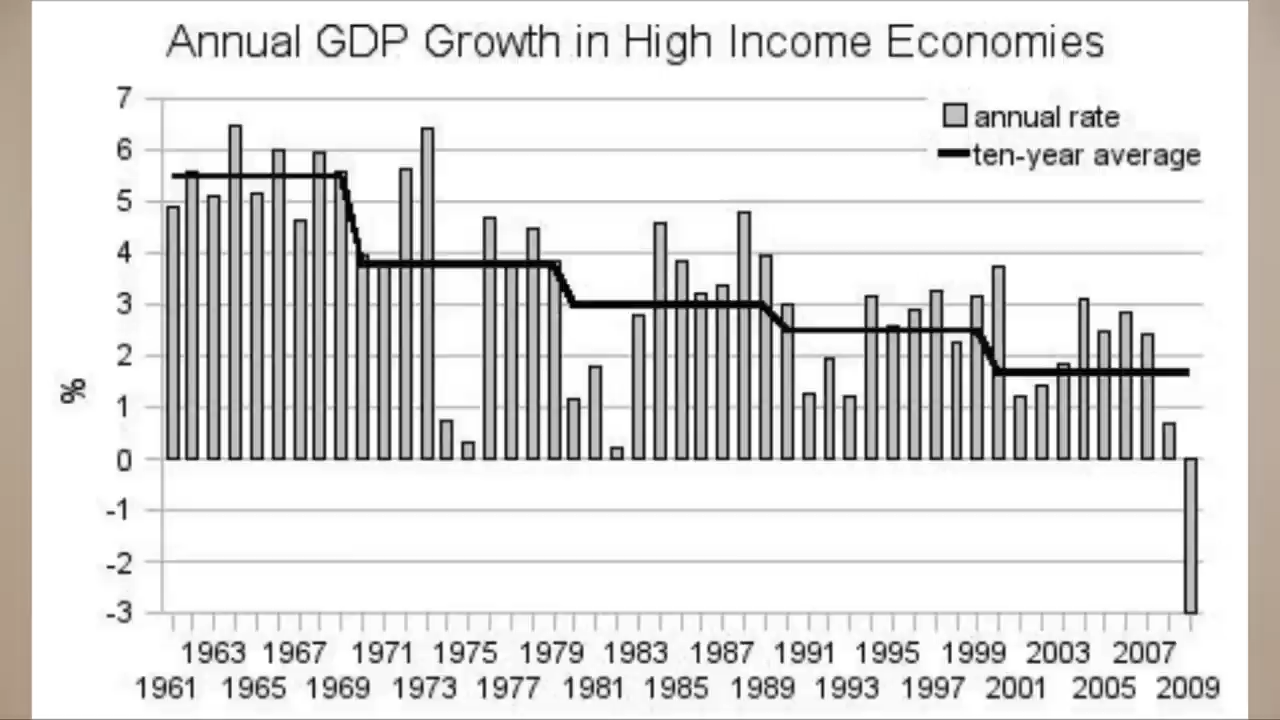 Annual GDP Growth in High Income Economies
annual rate
ten-year average
7
6
5
4
3
2
1
0
-1
-2
-3
%
1963 1967 1971 1975 1979 1983 1987 1991 1995 1999 2003 2007
1961 1965 1969 1973 1977 1981 1985 1989 1993 1997 2001 2005 2009